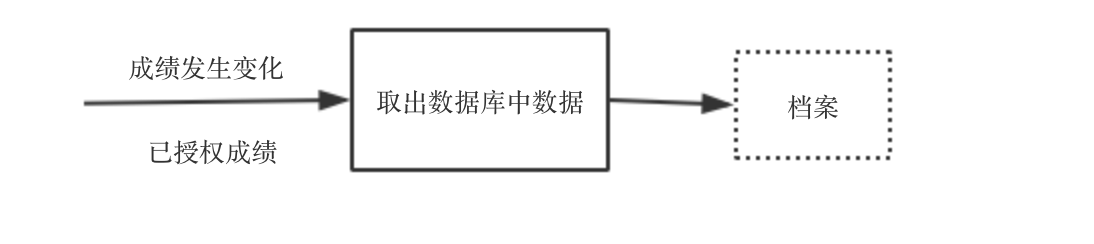 成绩发生变化
已授权成绩
取出数据库中数据
档案